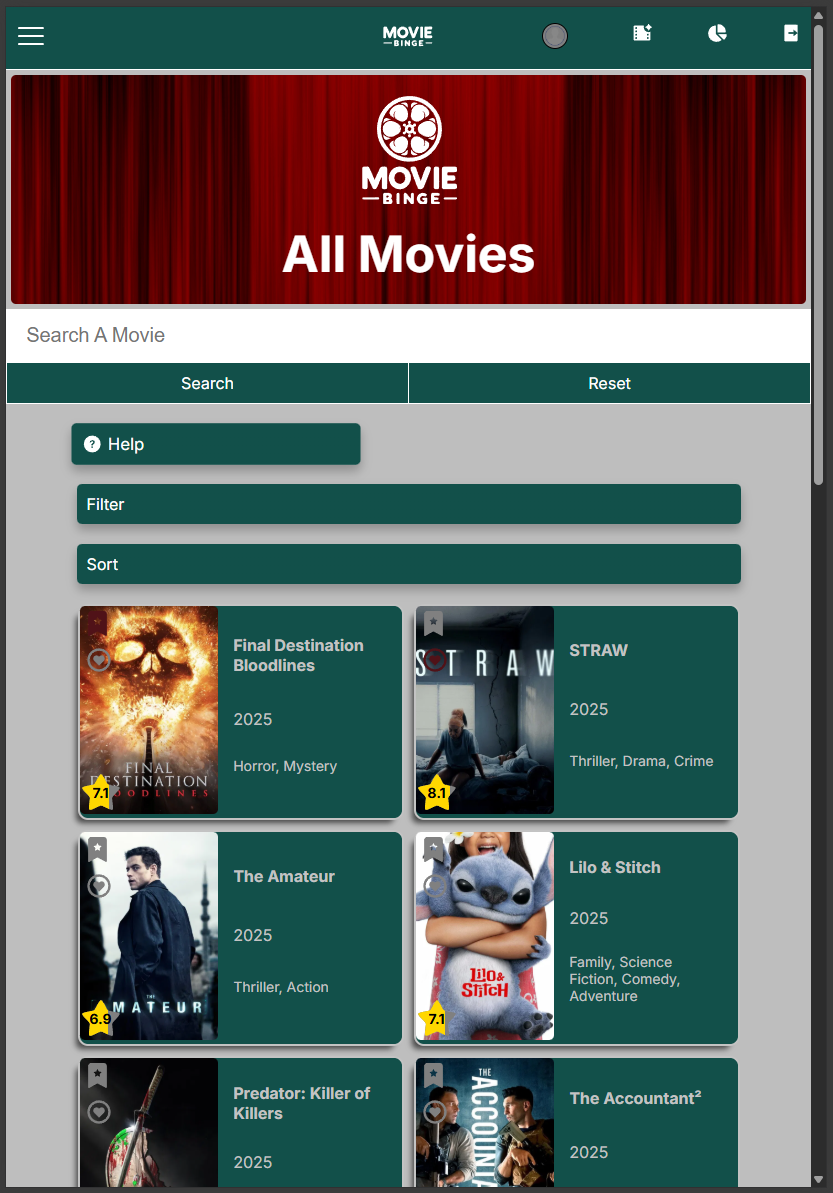 MOVIE
BINGE
MOVIE
BINGE
All Movies
Search A Movie
Search
Reset
? Help
Filter
Sort
FINAL
DESTINATION
BLOODLINES
7.1
Final Destination
Bloodlines
2025
Horror, Mystery
STRAW
8.1
STRAW
2025
Thriller, Drama, Crime
THE
AMATEUR
6.9
The Amateur
2025
Thriller, Action
Lilo &
Stitch
7.1
Lilo & Stitch
2025
Family, Science
Fiction, Comedy,
Adventure
Predator: Killer of
Killers
2025
THE
ACCOUNTA
The Accountant²
2025